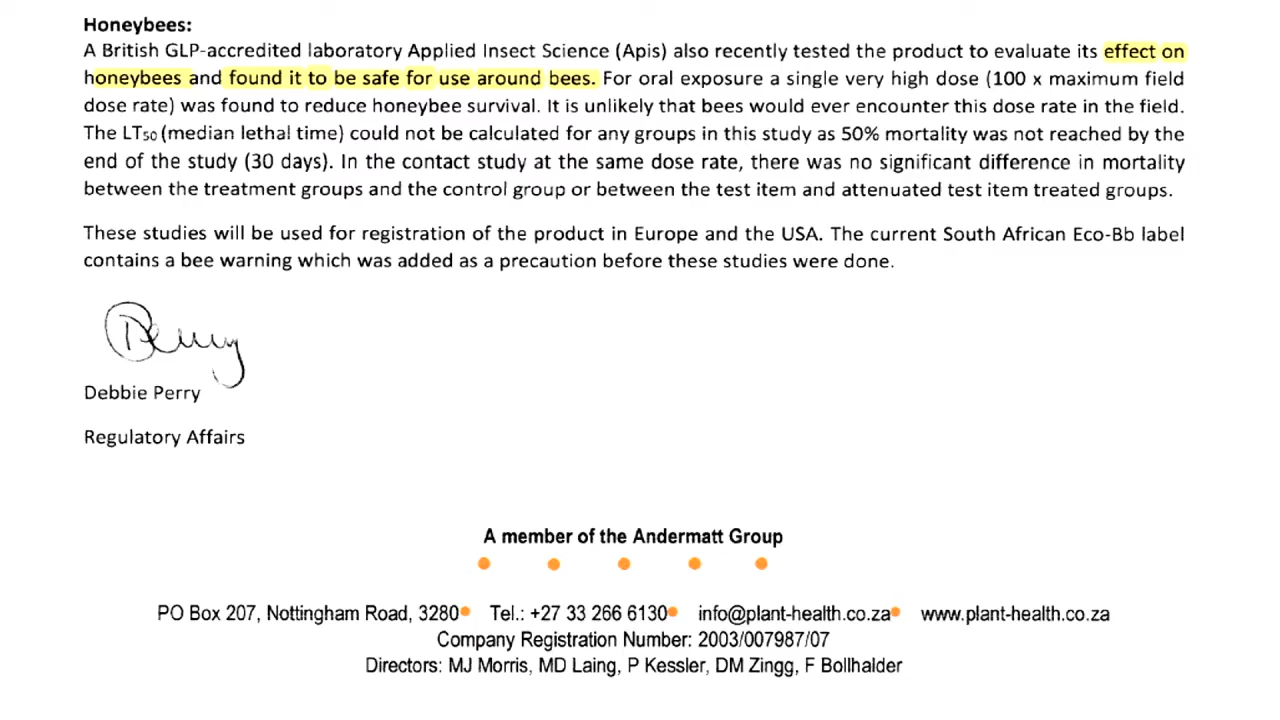 Honeybees:
A British GLP-accredited laboratory Applied Insect Science (Apis) also recently tested the product to evaluate its effect on
honeybees and found it to be safe for use around bees. For oral exposure a single very high dose (100 x maximum field
dose rate) was found to reduce honeybee survival. It is unlikely that bees would ever encounter this dose rate in the field.
The LT50 (median lethal time) could not be calculated for any groups in this study as 50% mortality was not reached by the
end of the study (30 days). In the contact study at the same dose rate, there was no significant difference in mortality
between the treatment groups and the control group or between the test item and attenuated test item treated groups.
These studies will be used for registration of the product in Europe and the USA. The current South African Eco-Bb label
contains a bee warning which was added as a precaution before these studies were done.
DPerry
Debbie Perry
Regulatory Affairs
A member of the Andermatt Group
PO Box 207, Nottingham Road, 3280 Tel.: +27 33 266 6130 info@plant-health.co.za www.plant-health.co.za
Company Registration Number: 2003/007987/07
Directors: MJ Morris, MD Laing, P Kessler, DM Zingg, F Bollhalder